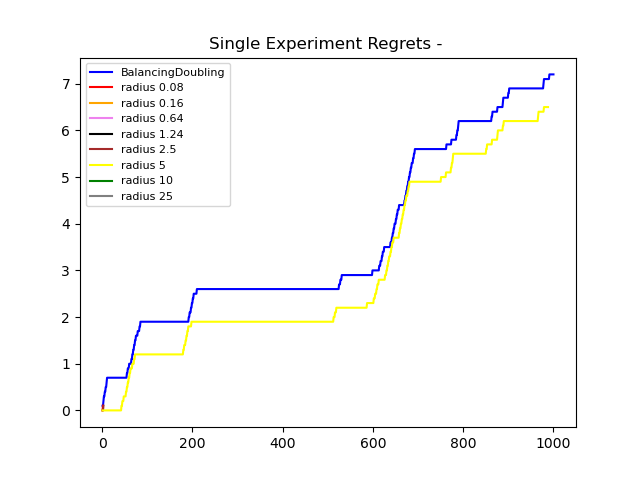 Single Experiment Regrets -
BalancingDoubling
radius 0.08
radius 0.16
radius 0.64
radius 1.24
radius 2.5
radius 5
radius 10
radius 25
7
6
5
4
3
2
1
0
0 200 400 600 800 1000